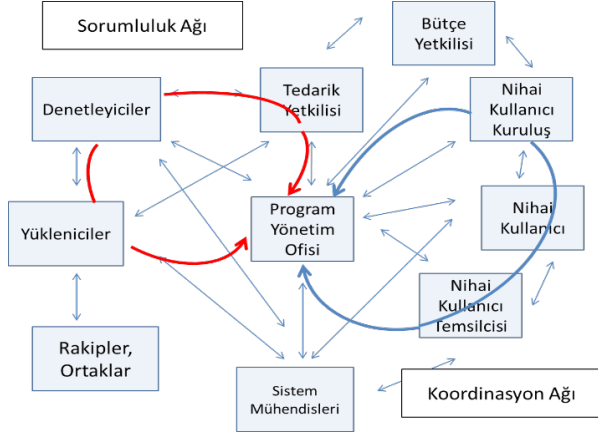 Sorumluluk Ağı
Bütçe
Yetkilisi
Denetleyiciler
Tedarik
Yetkilisi
Nihai
Kullanıcı
Kuruluş
Yükleniciler
Program
Yönetim
Ofisi
Nihai
Kullanıcı
Nihai
Kullanıcı
Temsilcisi
Rakipler,
Ortaklar
Sistem
Mühendisleri
Koordinasyon Ağı